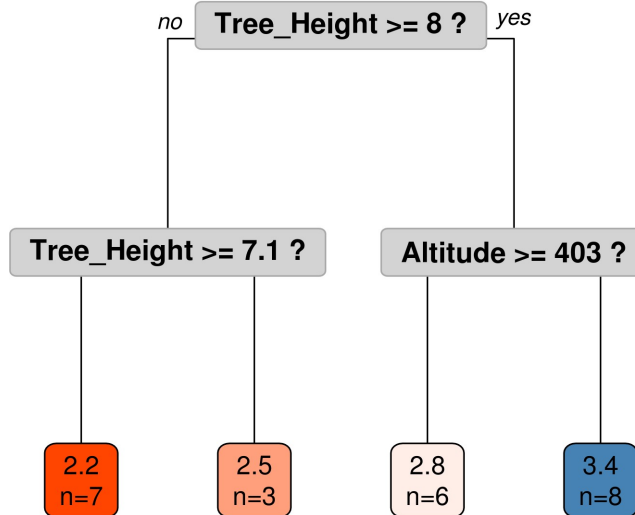 no
Tree_Height >= 8 ?
yes
Tree_Height >= 7.1 ?
Altitude >= 403 ?
2.2
n=7
2.5
n=3
2.8
n=6
3.4
n=8